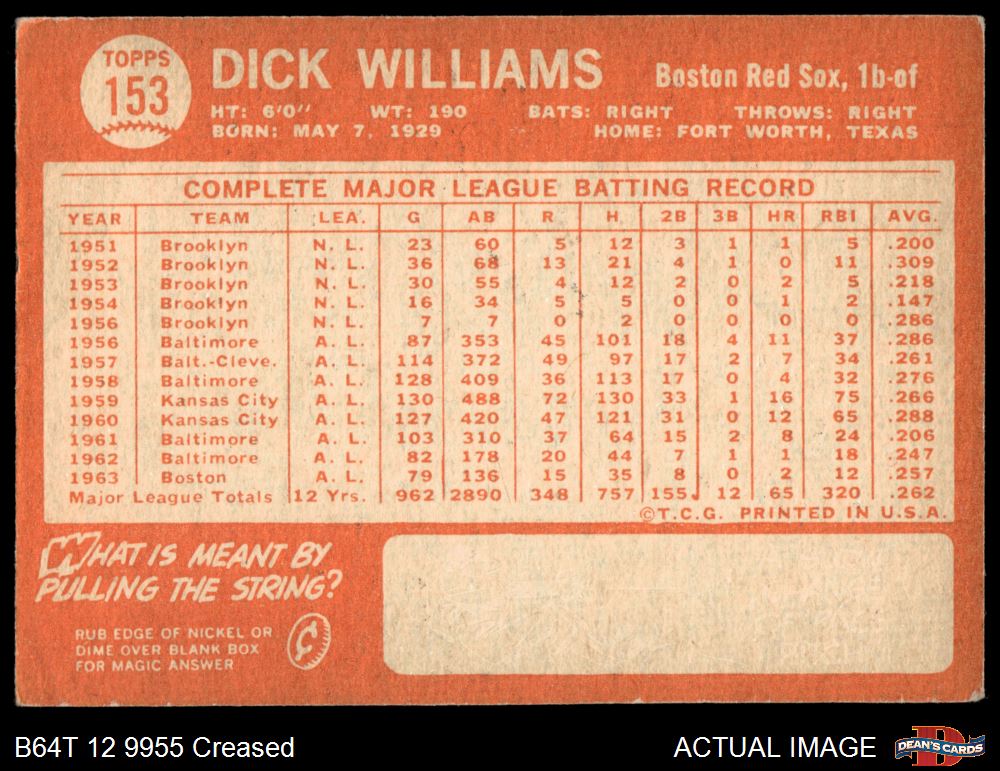 TOPPS
153
DICK WILLIAMS
Boston Red Sox, 1b-of
HT: 6'0" WT: 190 BATS: RIGHT THROWS: RIGHT
BORN: MAY 7, 1929 HOME: FORT WORTH, TEXAS
COMPLETE MAJOR LEAGUE BATTING RECORD
YEAR TEAM LEA. G AB R H 2B 3B HR RBI AVG.
1951 Brooklyn N. L. 23 60 5 12 3 1 1 5 .200
1952 Brooklyn N. L. 36 68 13 21 4 1 0 11 .309
1953 Brooklyn N. L. 30 55 4 12 2 0 2 5 .218
1954 Brooklyn N. L. 16 34 5 5 0 0 1 2 .147
1956 Brooklyn N. L. 7 7 0 2 0 0 0 0 .286
1956 Baltimore A. L. 87 353 45 101 18 4 11 37 .286
1957 Balt.-Cleve. A. L. 114 372 49 97 17 2 7 34 .261
1958 Baltimore A. L. 128 409 36 113 17 0 4 32 .276
1959 Kansas City A. L. 130 488 72 130 33 1 16 75 .266
1960 Kansas City A. L. 127 420 47 121 31 0 12 65 .288
1961 Baltimore A. L. 103 310 37 64 15 2 8 24 .206
1962 Baltimore A. L. 82 178 20 44 7 1 1 18 .247
1963 Boston A. L. 79 136 15 35 8 0 2 12 .257
Major League Totals 12 Yrs. 962 2890 348 757 155 12 65 320 .262
©T.C.G. PRINTED IN U.S.A.
WHAT IS MEANT BY
PULLING THE STRING?
RUB EDGE OF NICKEL OR
DIME OVER BLANK BOX
FOR MAGIC ANSWER
B64T 12 9955 Creased
ACTUAL IMAGE
DEAN'S CARDS